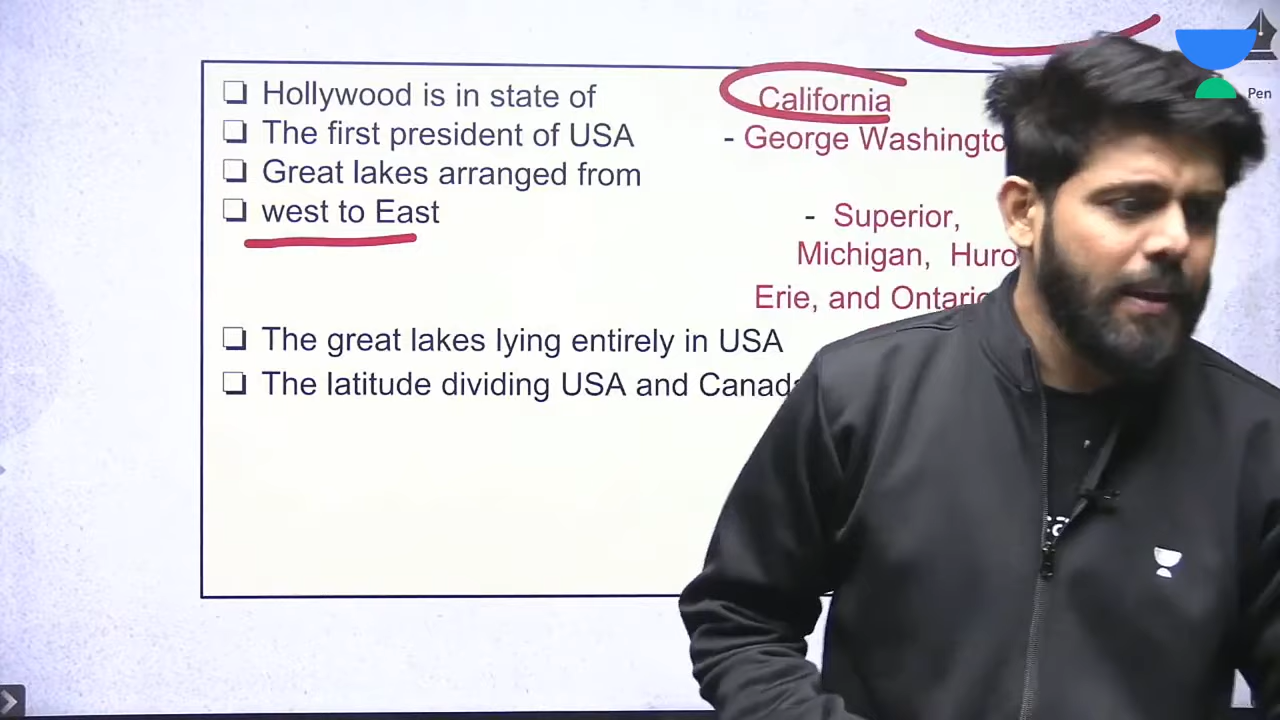 Pen
Hollywood is in state of California
The first president of USA - George Washingto
Great lakes arranged from
west to East - Superior,
Michigan, Huro
Erie, and Ontario
The great lakes lying entirely in USA
The latitude dividing USA and Canada